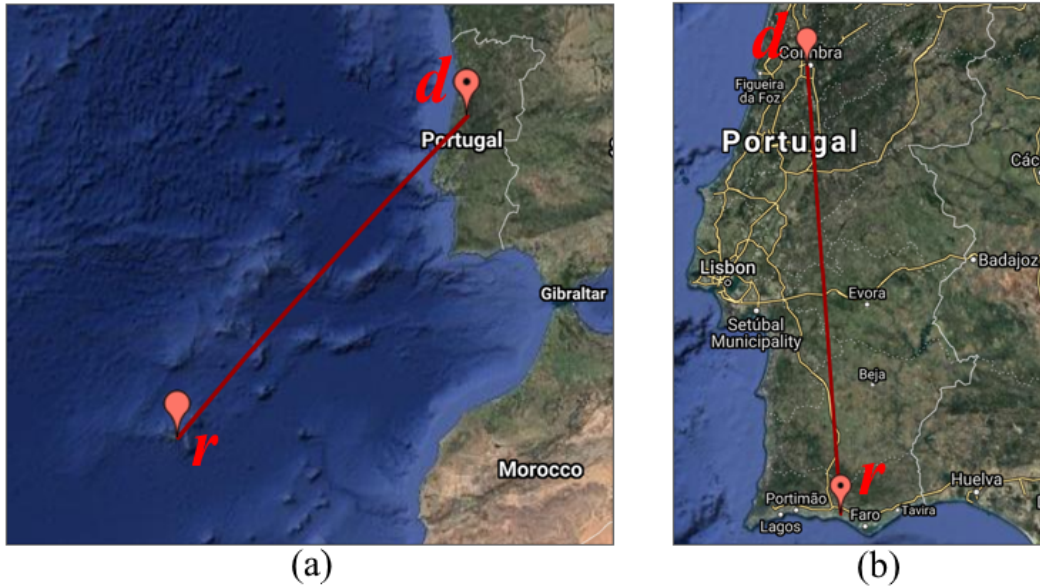 d
Portugal
Gibraltar
r
Morocco
(a)
d
Coimbra
Figueira
da Foz
Portugal
Các
Lisbon
Badajoz
Evora
Setúbal
Municipality
Beja
r
Huelva
Portimão
Faro
Tavira
Lagos
(b)